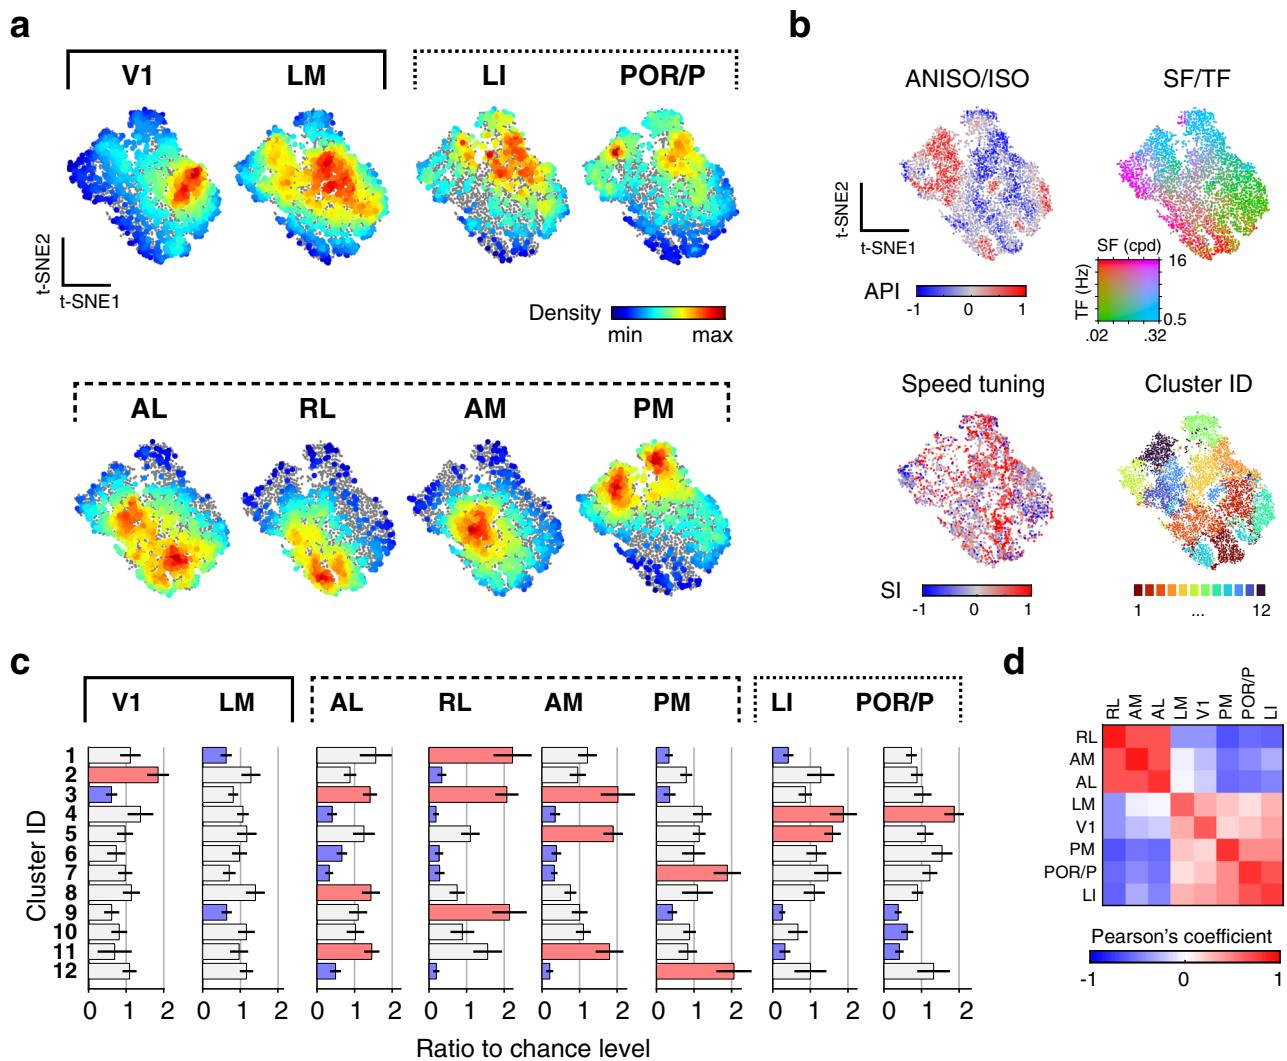 a
V1 LM LI POR/P
t-SNE2
t-SNE1
Density
min max
AL RL AM PM
b
ANISO/ISO SF/TF
t-SNE2
t-SNE1
API
-1 0 1
SF (cpd)
TF (Hz)
16
0.5
.02 .32
Speed tuning Cluster ID
SI
-1 0 1
1 ... 12
c
V1 LM AL RL AM PM LI POR/P
Cluster ID
1
2
3
4
5
6
7
8
9
10
11
12
0 1 2 0 1 2 0 1 2 0 1 2 0 1 2 0 1 2 0 1 2 0 1 2
Ratio to chance level
d
RL AM AL LM V1 PM POR/P LI
RL
AM
AL
LM
V1
PM
POR/P
LI
Pearson's coefficient
-1 0 1